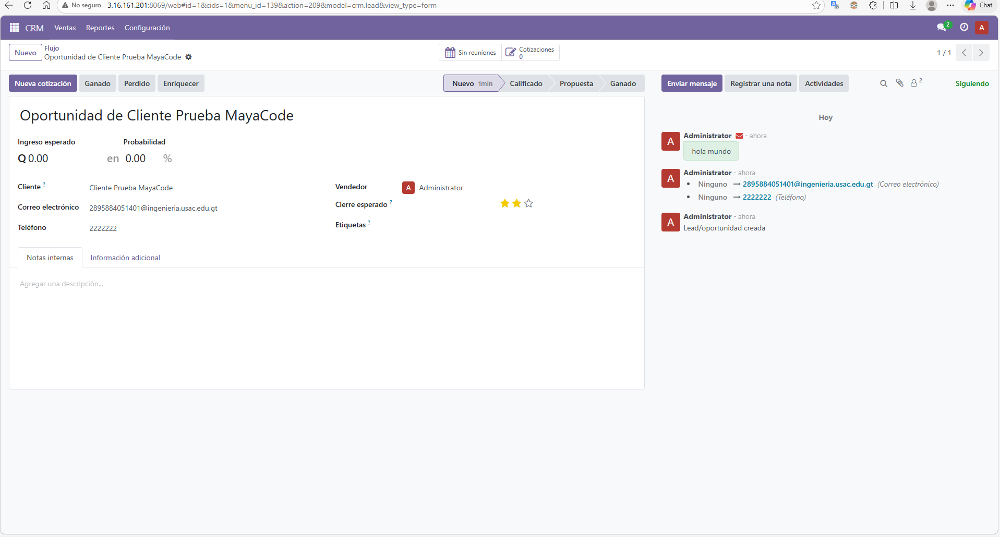 No seguro
3.16.161.201:8069/web#id=1&cids=1&menu_id=139&action=209&model=crm.lead&view_type=form
Chat
CRM Ventas Reportes Configuración
2
A
Nuevo
Flujo
Oportunidad de Cliente Prueba MayaCode
Sin reuniones
Cotizaciones
0
1 / 1
Nueva cotización Ganado Perdido Enriquecer
Nuevo 1min Calificado Propuesta Ganado
Enviar mensaje Registrar una nota Actividades
2
Siguiendo
Oportunidad de Cliente Prueba MayaCode
Ingreso esperado Probabilidad
Q 0.00 en 0.00 %
Cliente ? Cliente Prueba MayaCode
Correo electrónico 2895884051401@ingenieria.usac.edu.gt
Teléfono 2222222
Vendedor A Administrator
Cierre esperado ?
Etiquetas ?
Notas internas Información adicional
Agregar una descripción...
Hoy
A Administrator - ahora
hola mundo
A Administrator - ahora
• Ninguno → 2895884051401@ingenieria.usac.edu.gt (Correo electrónico)
• Ninguno → 2222222 (Teléfono)
A Administrator - ahora
Lead/oportunidad creada